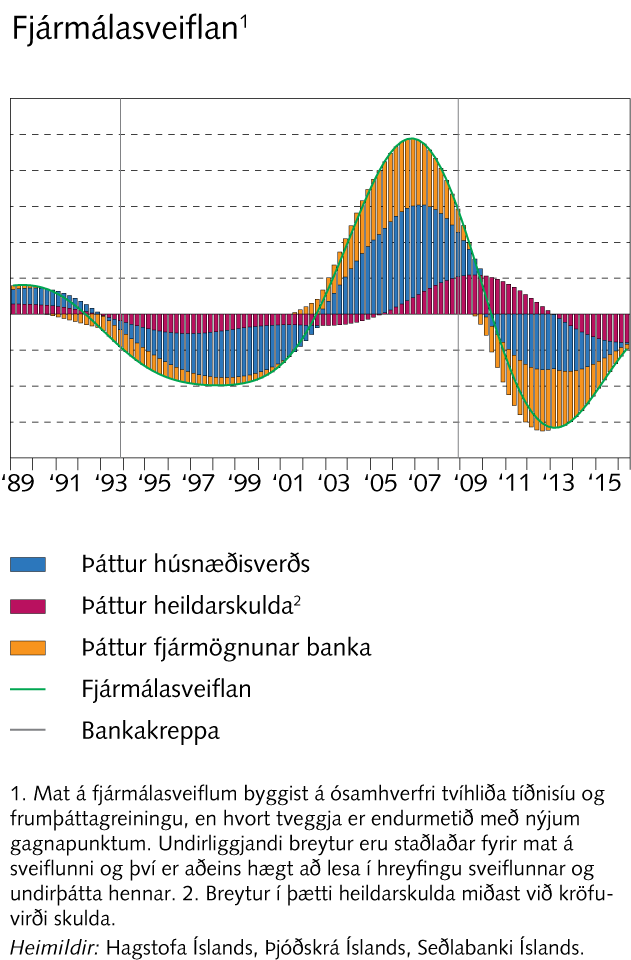 Fjármálasveiflan¹
‘89 ‘91 ‘93 ‘95 ‘97 ‘99 ‘01 ‘03 ‘05 ‘07 ‘09 ‘11 ‘13 ‘15
Þáttur húsnæðisverðs
Þáttur heildarskulda²
Þáttur fjármögnunar banka
Fjármálasveiflan
Bankakreppa
1. Mat á fjármálasveiflum byggist á ósamhverfri tvíhliða tíðnisíu og
frumþáttagreiningu, en hvort tveggja er endurmetið með nýjum
gagnapunktum. Undirliggjandi breytur eru staðlaðar fyrir mat á
sveiflunni og því er aðeins hægt að lesa í hreyfingu sveiflunnar og
undirþátta hennar. 2. Breytur í þætti heildarskulda miðast við kröfu-
virði skulda.
Heimildir: Hagstofa Íslands, Þjóðskrá Íslands, Seðlabanki Íslands.